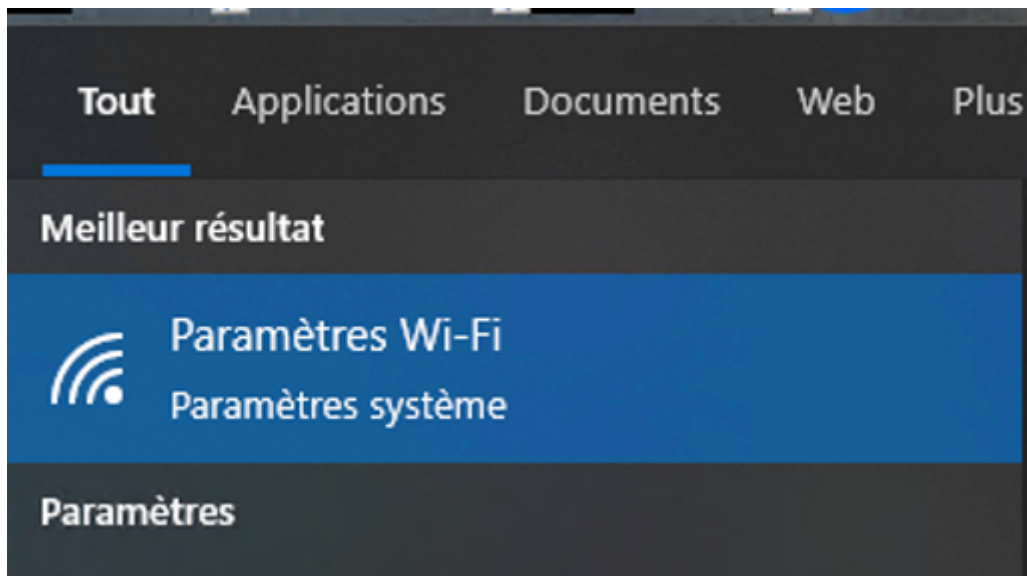 Tout Applications Documents Web Plus
Meilleur résultat
Paramètres Wi-Fi
Paramètres système
Paramètres